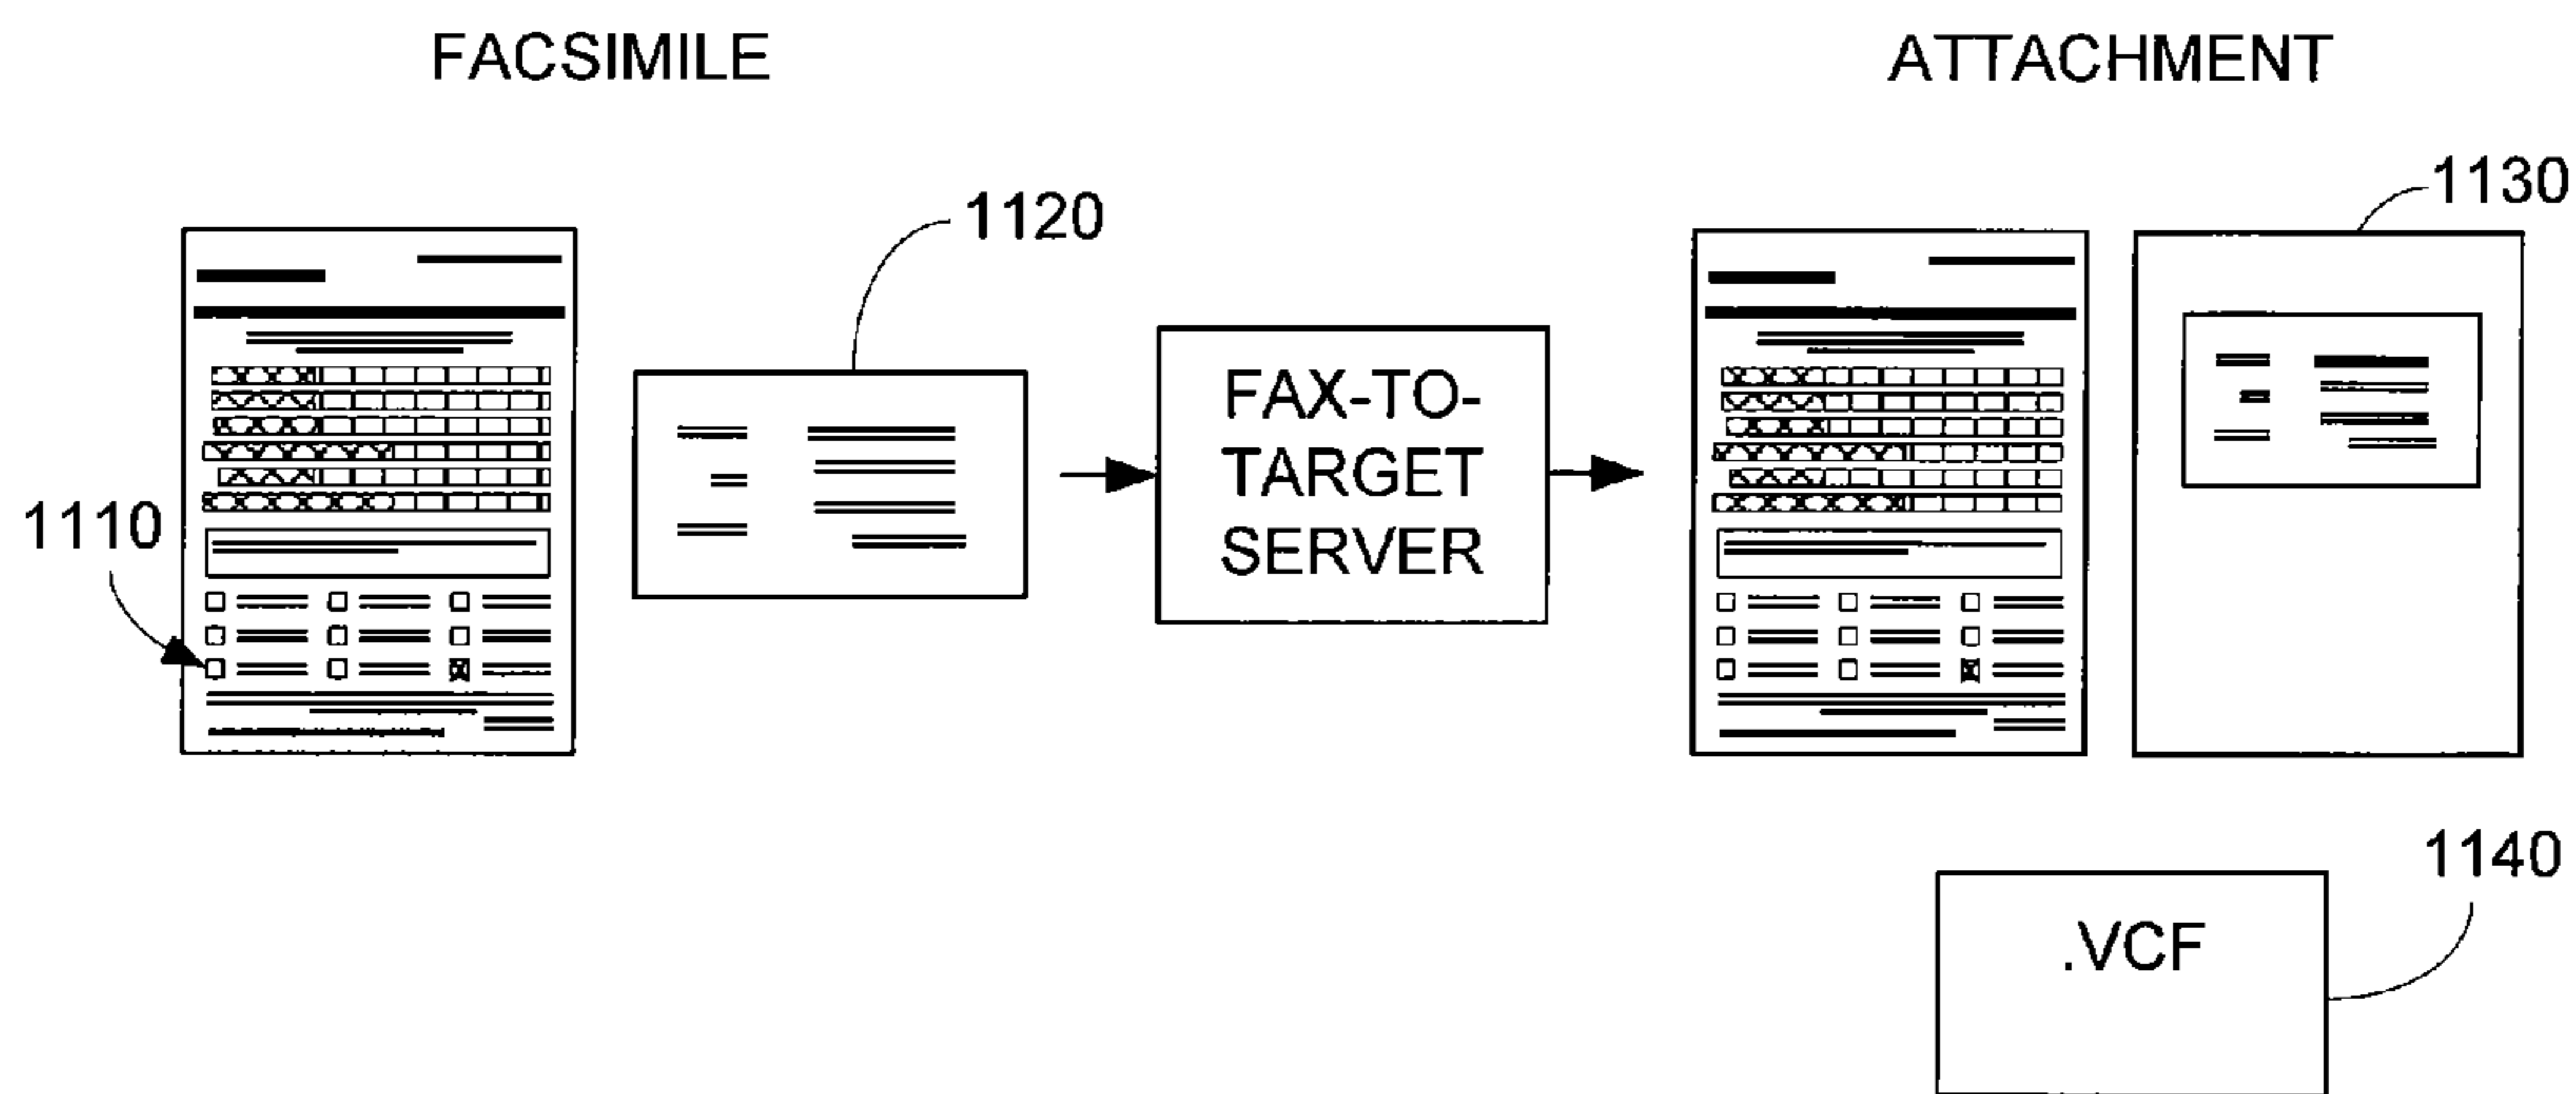 FACSIMILE
ATTACHMENT
1130
1120
1110
FAX-TO-
TARGET
SERVER
1140
.VCF